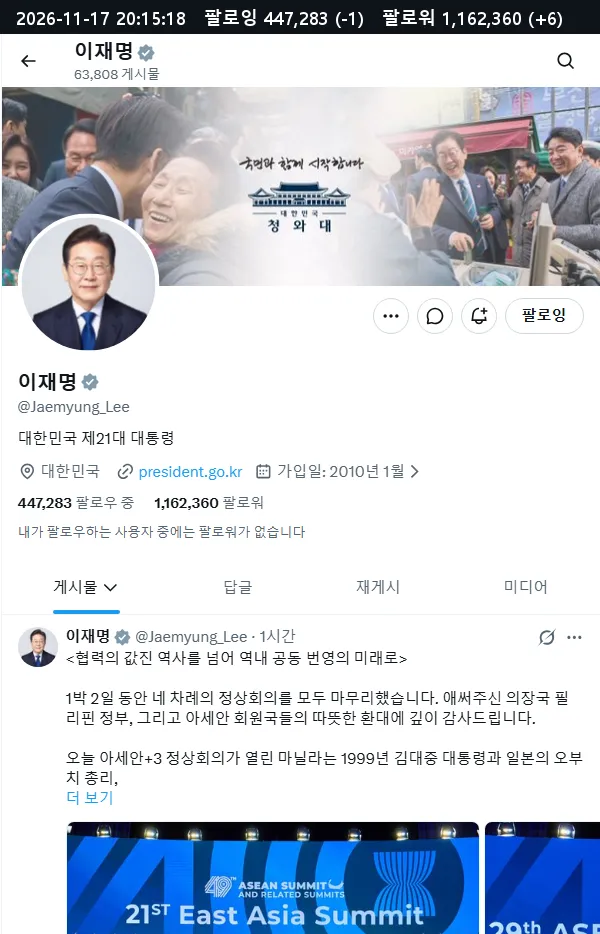 2026-11-17 20:15:18 팔로잉 447,283 (-1) 팔로워 1,162,360 (+6)
이재명
63,808 게시물
국민과 함께 시작합니다
대한민국
청와대
팔로잉
이재명
@Jaemyung_Lee
대한민국 제21대 대통령
대한민국 president.go.kr 가입일: 2010년 1월
447,283 팔로우 중 1,162,360 팔로워
내가 팔로우하는 사용자 중에는 팔로워가 없습니다
게시물 답글 재게시 미디어
이재명 @Jaemyung_Lee · 1시간
<협력의 값진 역사를 넘어 역내 공동 번영의 미래로>
1박 2일 동안 네 차례의 정상회의를 모두 마무리했습니다. 애써주신 의장국 필
리핀 정부, 그리고 아세안 회원국들의 따뜻한 환대에 깊이 감사드립니다.
오늘 아세안+3 정상회의가 열린 마닐라는 1999년 김대중 대통령과 일본의 오부
치 총리,
더 보기
49TH ASEAN SUMMIT
AND RELATED SUMMITS
21ST East Asia Summit
29th ASE